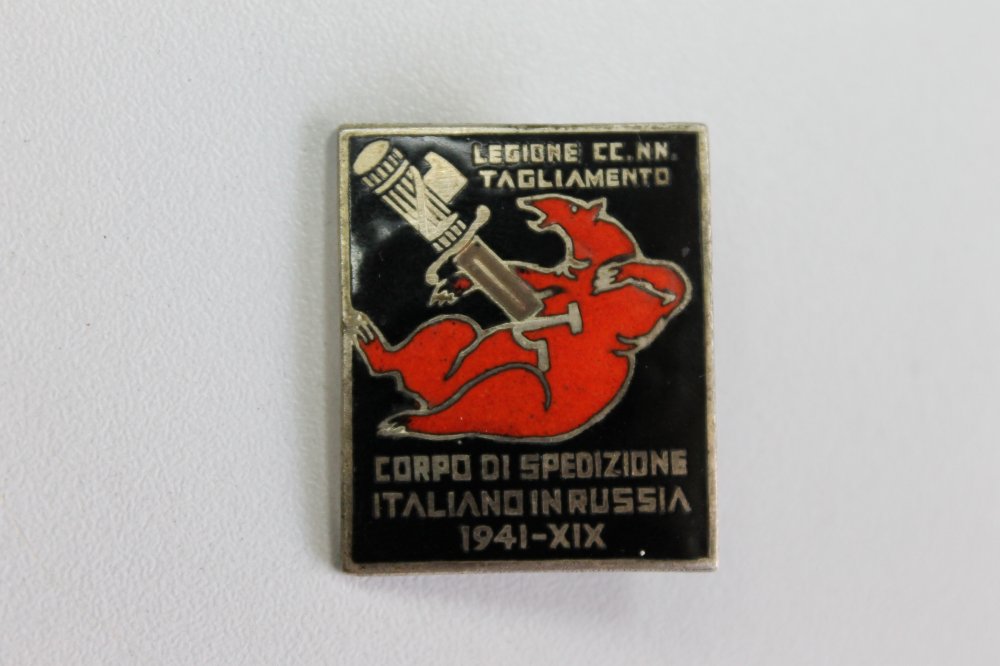 LEGIONE CC.NN.
TAGLIAMENTO
CORPO DI SPEDIZIONE
ITALIANO IN RUSSIA
1941-XIX